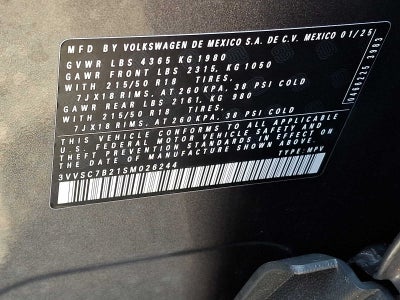 MFD BY VOLKSWAGEN DE MEXICO S.A. DE C.V. MEXICO 01/25
GVWR LBS 4365 KG 1980
GAWR FRONT LBS 2315, KG 1050
WITH 215/50 R18 TIRES,
7JX18 RIMS, AT 260KPA, 38 PSI COLD
GAWR REAR LBS 2161, KG 980
WITH 215/50 R18 TIRES,
7JX18 RIMS, AT 260KPA, 38 PSI COLD
THIS VEHICLE CONFORMS TO ALL APPLICABLE
U.S. FEDERAL MOTOR VEHICLE SAFETY AND
THEFT PREVENTION STANDARDS IN EFFECT ON
THE DATE OF MANUFACTURE SHOWN ABOVE.
3VVSC7B21SM026244 TYPE: MPV